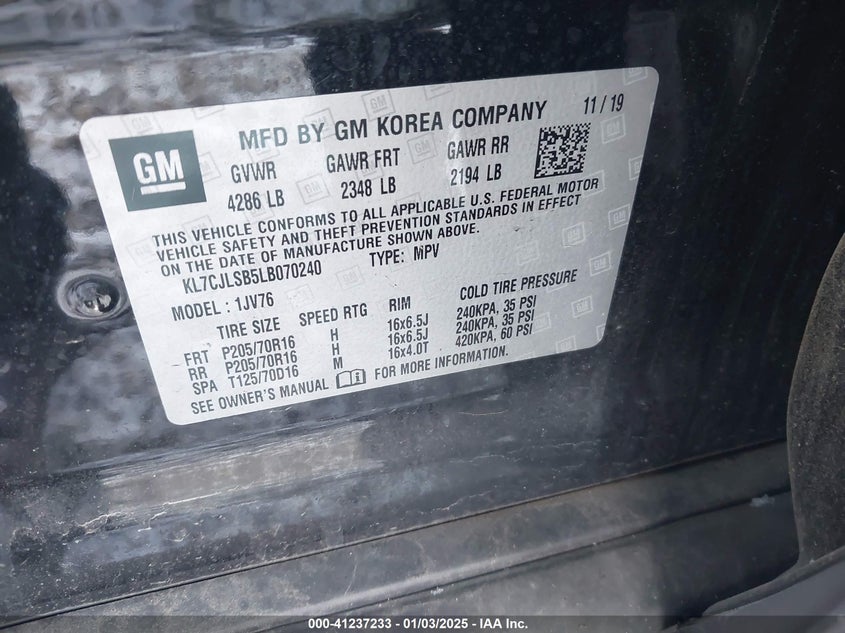 GM
MFD BY GM KOREA COMPANY 11 / 19
GVWR GAWR FRT GAWR RR
4286 LB 2348 LB 2194 LB
THIS VEHICLE CONFORMS TO ALL APPLICABLE U.S. FEDERAL MOTOR
VEHICLE SAFETY AND THEFT PREVENTION STANDARDS IN EFFECT
ON THE DATE OF MANUFACTURE SHOWN ABOVE.
KL7CJLSB5LB070240 TYPE: MPV
MODEL : 1JV76
TIRE SIZE SPEED RTG RIM COLD TIRE PRESSURE
FRT P205/70R16 H 16x6.5J 240KPA, 35 PSI
RR P205/70R16 H 16x6.5J 240KPA, 35 PSI
SPA T125/70D16 M 16x4.0T 420KPA, 60 PSI
SEE OWNER'S MANUAL FOR MORE INFORMATION.
000-41237233 - 01/03/2025 - IAA Inc.